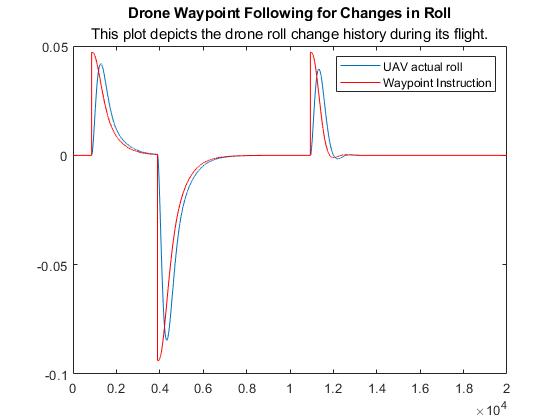 Drone Waypoint Following for Changes in Roll
This plot depicts the drone roll change history during its flight.
0.05
UAV actual roll
Waypoint Instruction
0
-0.05
-0.1
0 0.2 0.4 0.6 0.8 1 1.2 1.4 1.6 1.8 2
×10⁴